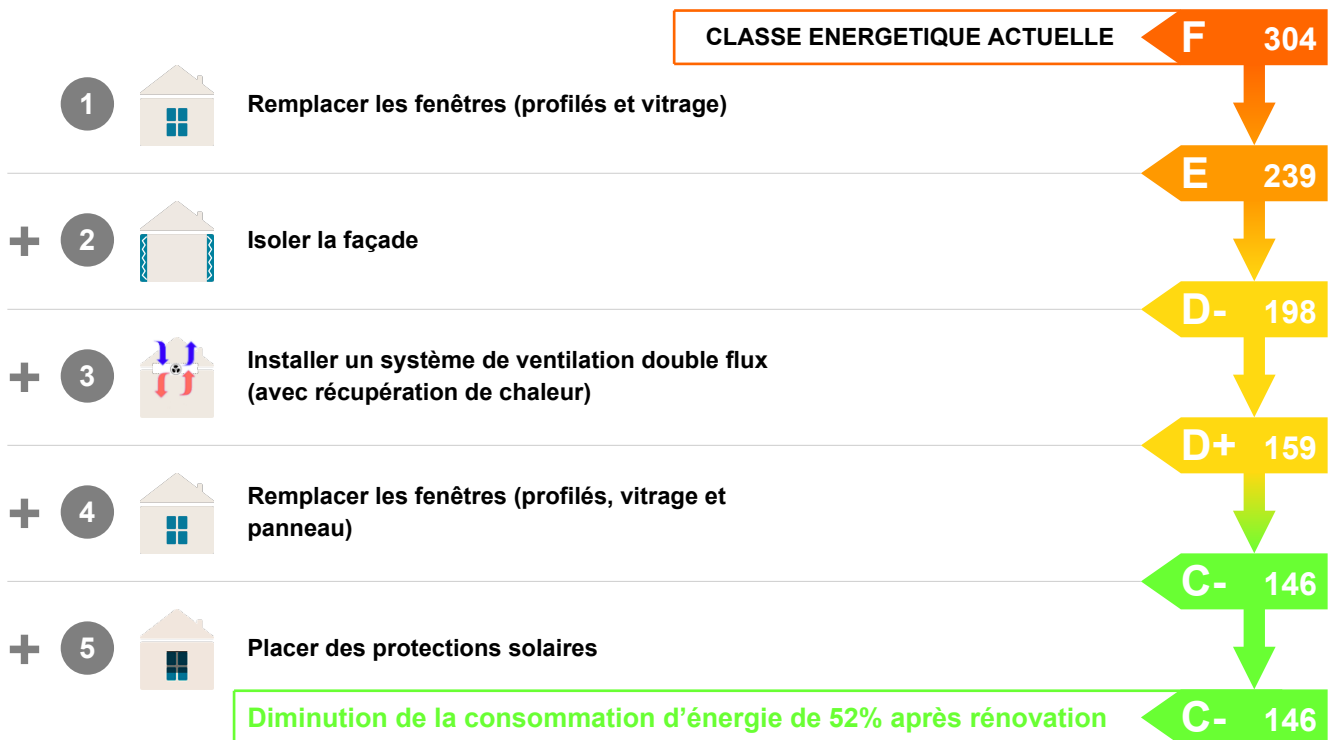 CLASSE ENERGETIQUE ACTUELLE F 304
1 Remplacer les fenêtres (profilés et vitrage)
E 239
+ 2 Isoler la façade
D- 198
+ 3 Installer un système de ventilation double flux
(avec récupération de chaleur)
D+ 159
+ 4 Remplacer les fenêtres (profilés, vitrage et
panneau)
C- 146
+ 5 Placer des protections solaires
Diminution de la consommation d’énergie de 52% après rénovation C- 146